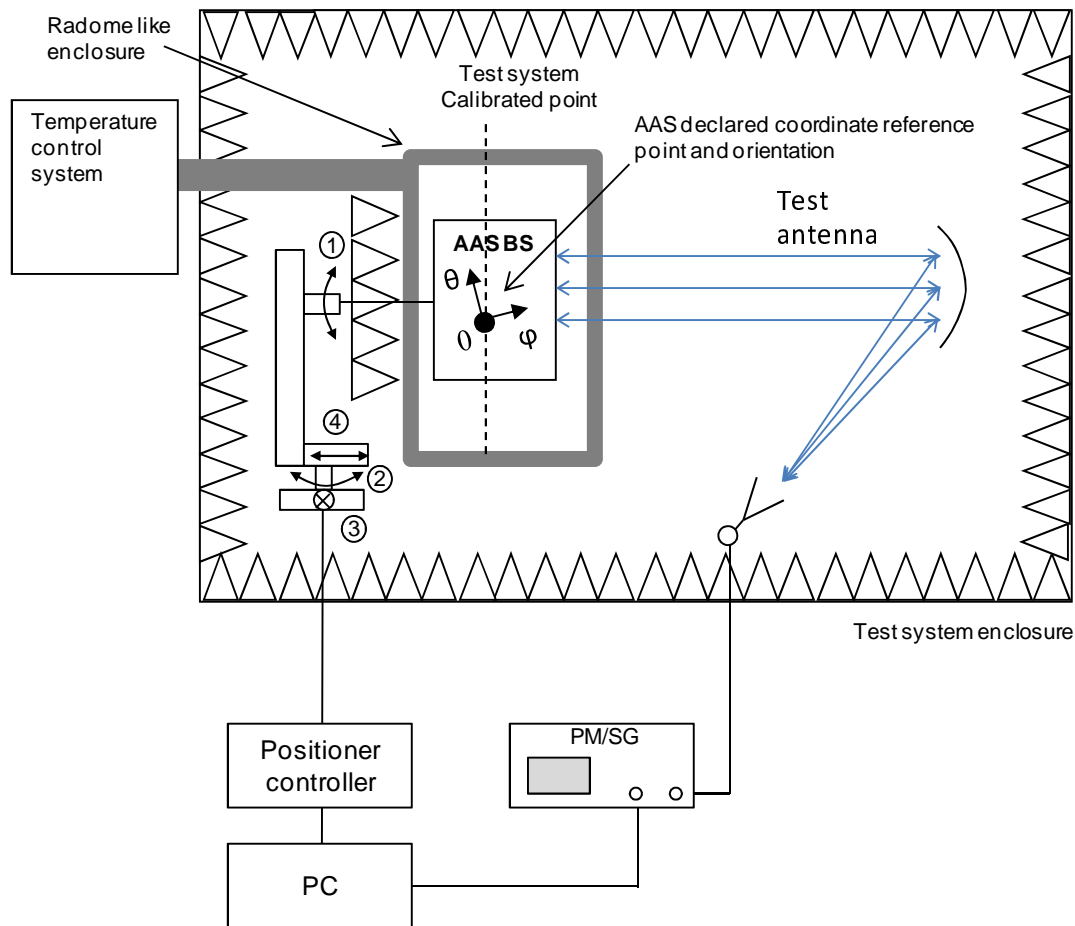 Radome like
enclosure
Test system
Calibrated point
Temperature
control
system
AAS declared coordinate reference
point and orientation
Test
antenna
①
AAS BS
θ
0
φ
④
②
③
Test system enclosure
Positioner
controller
PM/SG
PC